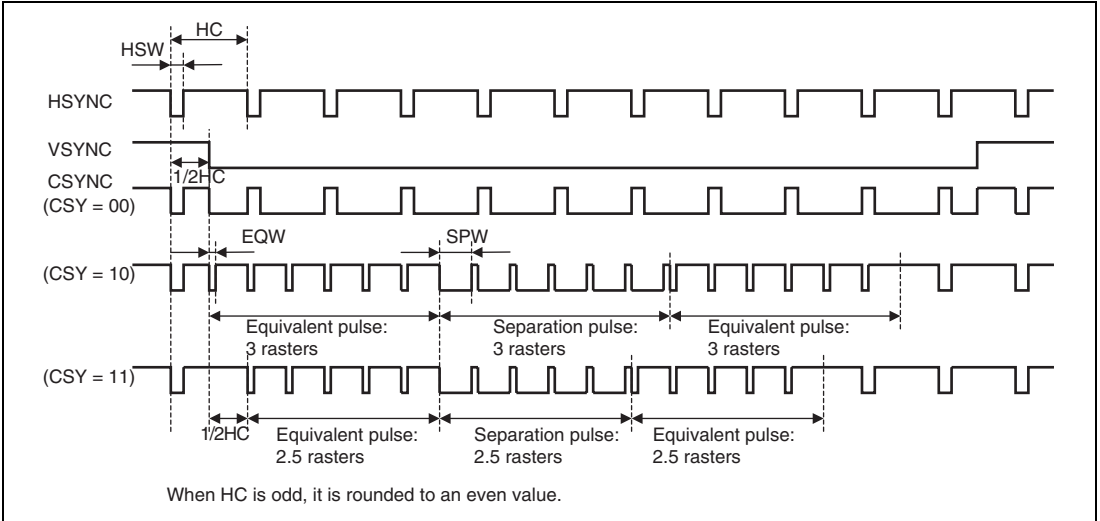 HC
HSW
HSYNC
VSYNC
1/2HC
CSYNC
(CSY = 00)
EQW
SPW
(CSY = 10)
Equivalent pulse:
3 rasters
Separation pulse:
3 rasters
Equivalent pulse:
3 rasters
(CSY = 11)
1/2HC
Equivalent pulse:
2.5 rasters
Separation pulse:
2.5 rasters
Equivalent pulse:
2.5 rasters
When HC is odd, it is rounded to an even value.